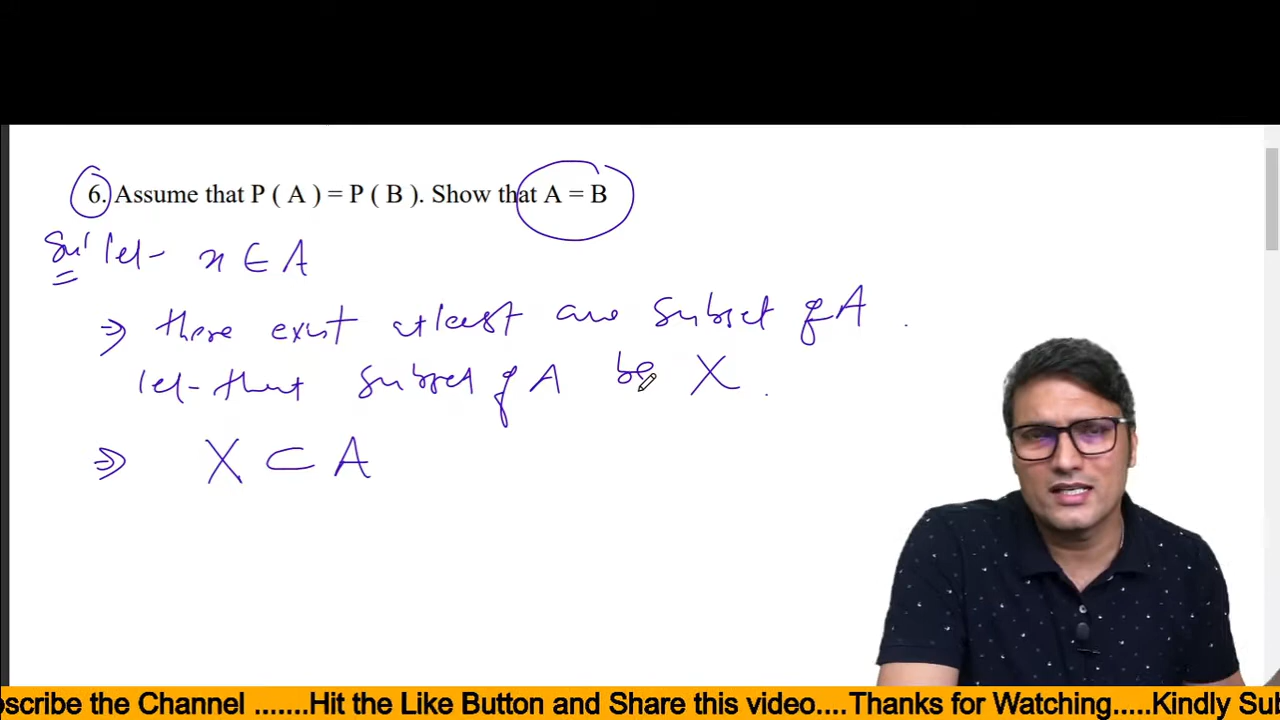 6. Assume that P ( A ) = P ( B ). Show that A = B
Sol let x ∈ A
⇒ there exist atleast one subset of A.
let that subset of A be X.
⇒ X ⊂ A
scribe the Channel .......Hit the Like Button and Share this video....Thanks for Watching.....Kindly Su